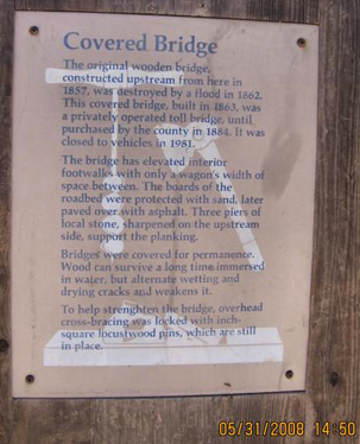 Covered Bridge
The original wooden bridge,
constructed upstream from here in
1857, was destroyed by a flood in 1862.
This covered bridge, built in 1863, was
a privately operated toll bridge, until
purchased by the county in 1884. It was
closed to vehicles in 1981.
The bridge has elevated interior
footwalks with only a wagon's width of
space between. The boards of the
roadbed were protected with sand, later
paved over with asphalt. Three piers of
local stone, sharpened on the upstream
side, support the planking.
Bridges were covered for permanence.
Wood can survive a long time immersed
in water, but alternate wetting and
drying cracks and weakens it.
To help strenghten the bridge, overhead
cross-bracing was locked with inch-
square locustwood pins, which are still
in place.
05/31/2008 14:50